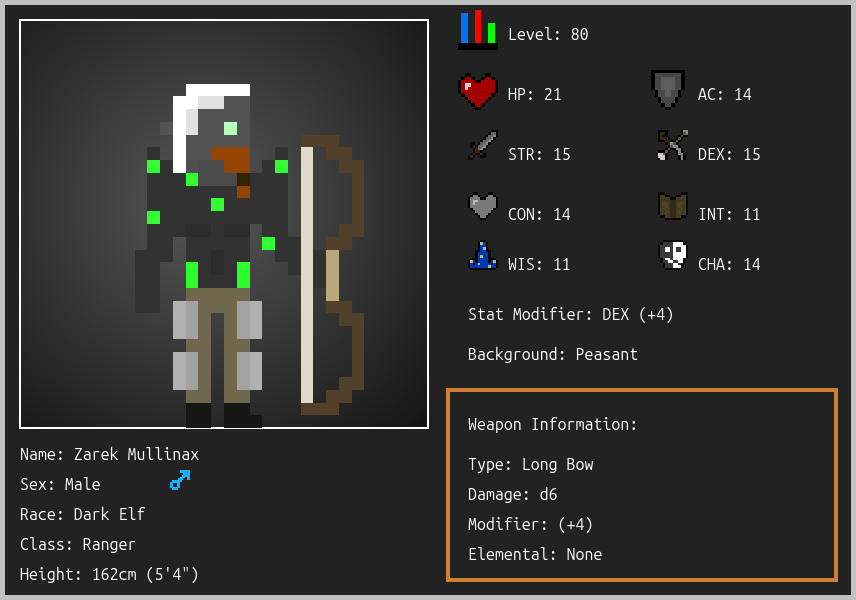 Level: 80
HP: 21
AC: 14
STR: 15
DEX: 15
CON: 14
INT: 11
WIS: 11
CHA: 14
Stat Modifier: DEX (+4)
Background: Peasant
Weapon Information:
Type: Long Bow
Damage: d6
Modifier: (+4)
Elemental: None
Name: Zarek Mullinax
Sex: Male
Race: Dark Elf
Class: Ranger
Height: 162cm (5'4")